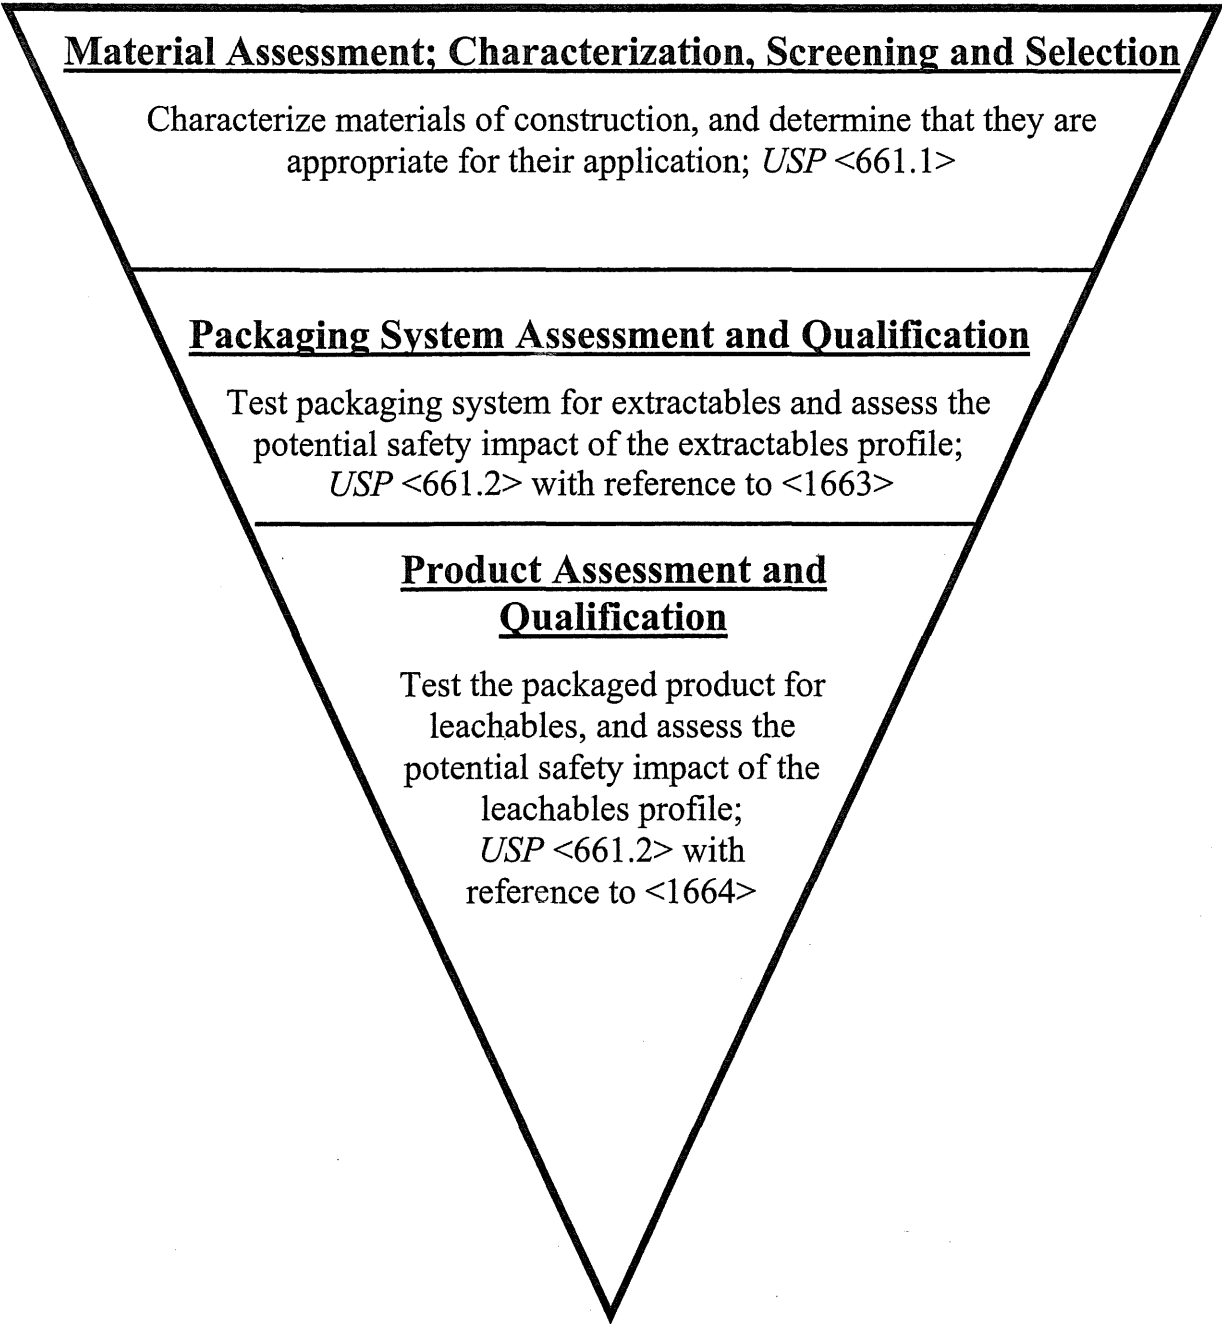 Material Assessment; Characterization, Screening and Selection
Characterize materials of construction, and determine that they are
appropriate for their application; USP <661.1>
Packaging System Assessment and Qualification
Test packaging system for extractables and assess the
potential safety impact of the extractables profile;
USP <661.2> with reference to <1663>
Product Assessment and
Qualification
Test the packaged product for
leachables, and assess the
potential safety impact of the
leachables profile;
USP <661.2> with
reference to <1664>